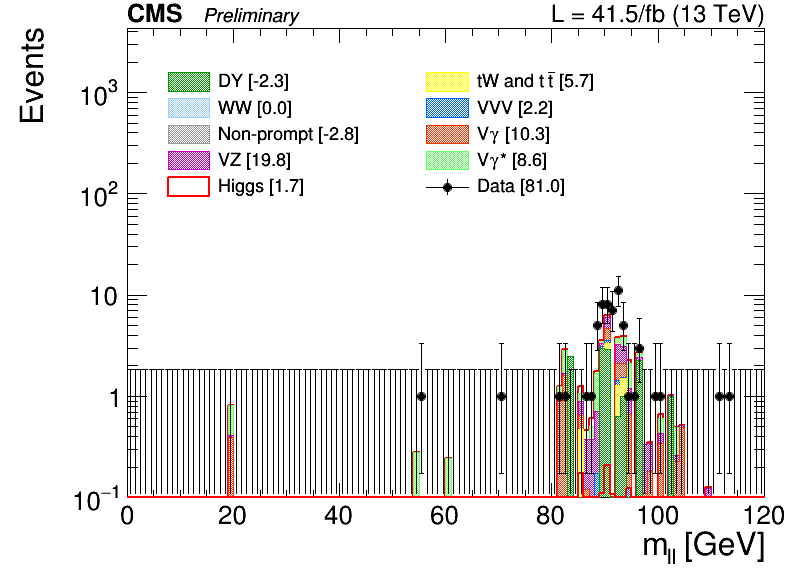 CMS Preliminary L = 41.5/fb (13 TeV)
Events
DY [-2.3] tW and tt̅ [5.7]
WW [0.0] VVV [2.2]
Non-prompt [-2.8] Vγ [10.3]
VZ [19.8] Vγ* [8.6]
Higgs [1.7] Data [81.0]
10³
10²
10
1
10⁻¹
0 20 40 60 80 100 120
m_ll [GeV]